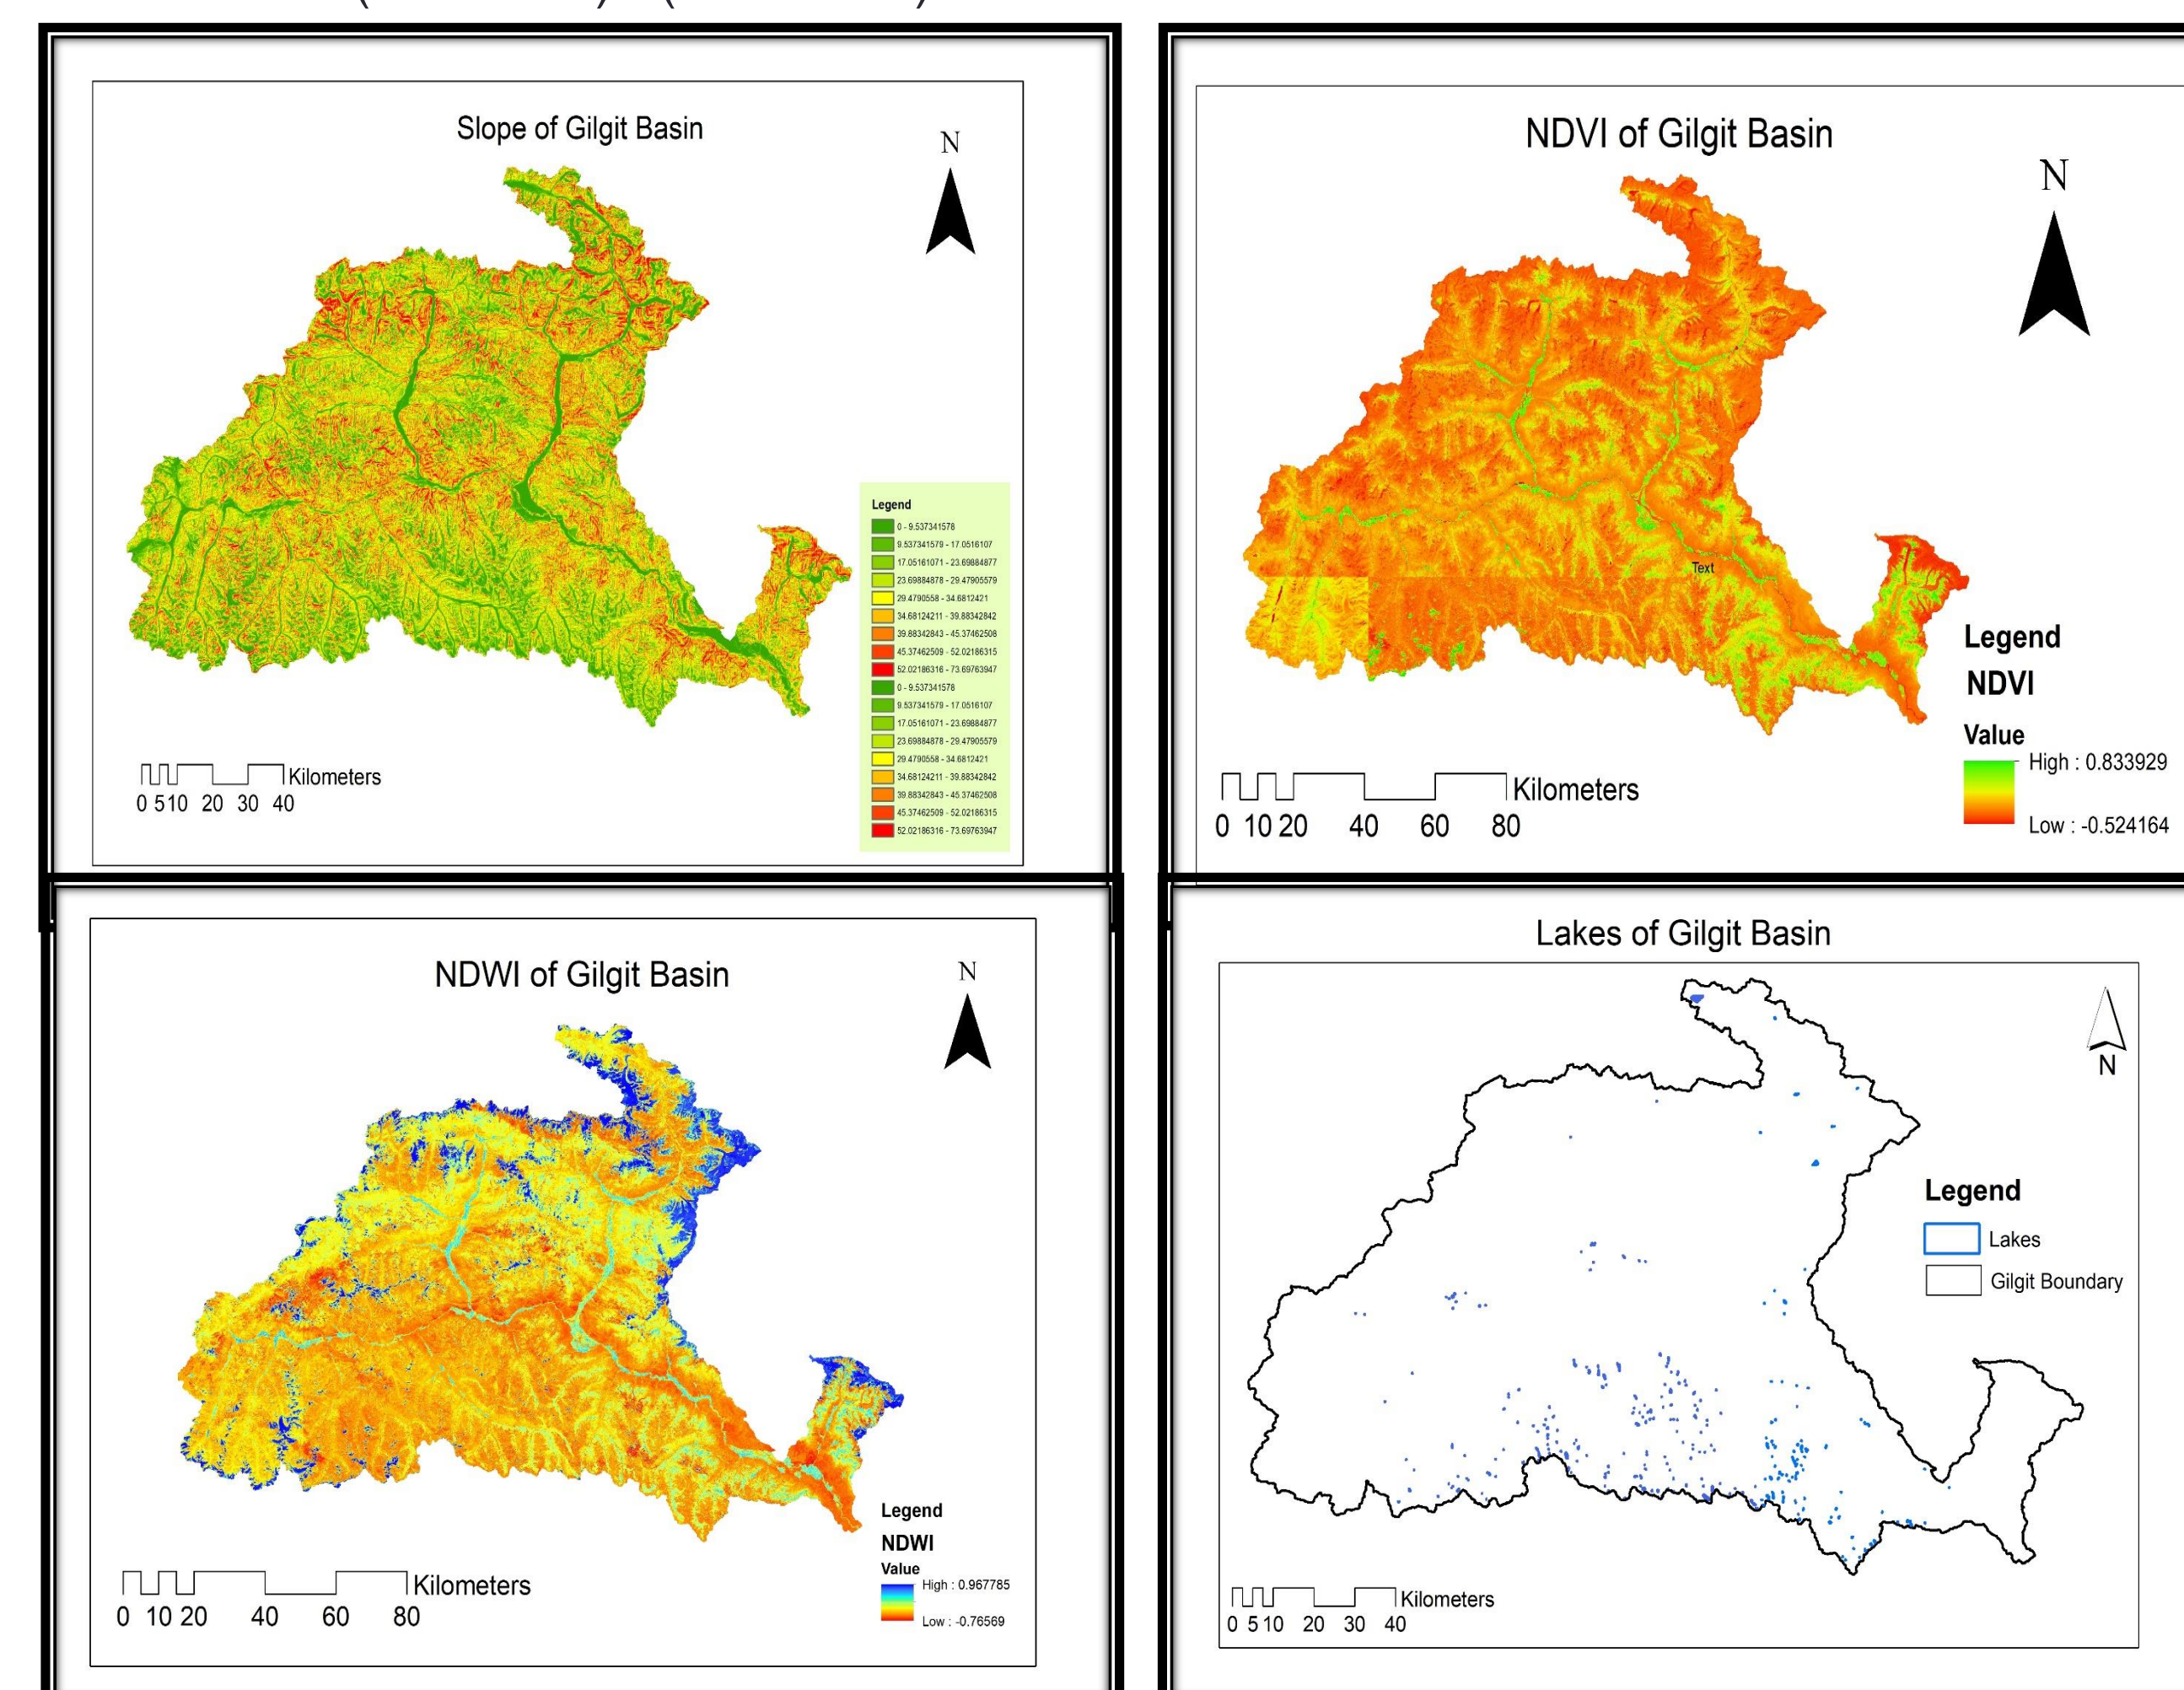 Slope of Gilgit Basin
N
Legend
0 - 9.537341578
9.537341579 - 17.0516107
17.05161071 - 23.69884877
23.69884878 - 29.47905579
29.4790558 - 34.6812421
34.68124211 - 39.88342842
39.88342843 - 45.37462508
45.37462509 - 52.02186315
52.02186316 - 73.69763947
0 - 9.537341578
9.537341579 - 17.0516107
17.05161071 - 23.69884877
23.69884878 - 29.47905579
29.4790558 - 34.6812421
34.68124211 - 39.88342842
39.88342843 - 45.37462508
45.37462509 - 52.02186315
52.02186316 - 73.69763947
Kilometers
0 5 10 20 30 40
NDVI of Gilgit Basin
N
Text
Legend
NDVI
Value
High : 0.833929
Low : -0.524164
Kilometers
0 10 20 40 60 80
NDWI of Gilgit Basin
N
Legend
NDWI
Value
High : 0.967785
Low : -0.76569
Kilometers
0 10 20 40 60 80
Lakes of Gilgit Basin
N
Legend
Lakes
Gilgit Boundary
Kilometers
0 5 10 20 30 40